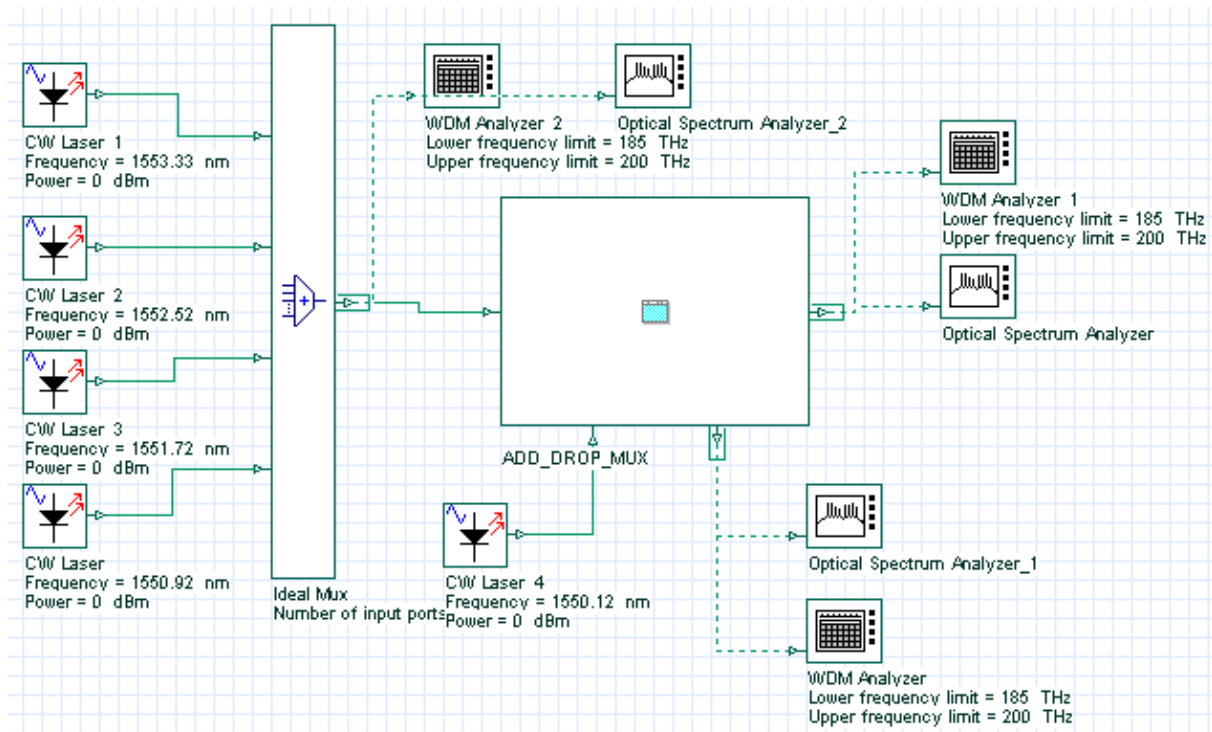 CW Laser 1
Frequency = 1553.33 nm
Power = 0 dBm
CW Laser 2
Frequency = 1552.52 nm
Power = 0 dBm
CW Laser 3
Frequency = 1551.72 nm
Power = 0 dBm
CW Laser
Frequency = 1550.92 nm
Power = 0 dBm
Ideal Mux
Number of input ports
WDM Analyzer 2
Lower frequency limit = 185 THz
Upper frequency limit = 200 THz
Optical Spectrum Analyzer_2
ADD_DROP_MUX
CW Laser 4
Frequency = 1550.12 nm
Power = 0 dBm
WDM Analyzer 1
Lower frequency limit = 185 THz
Upper frequency limit = 200 THz
Optical Spectrum Analyzer
Optical Spectrum Analyzer_1
WDM Analyzer
Lower frequency limit = 185 THz
Upper frequency limit = 200 THz